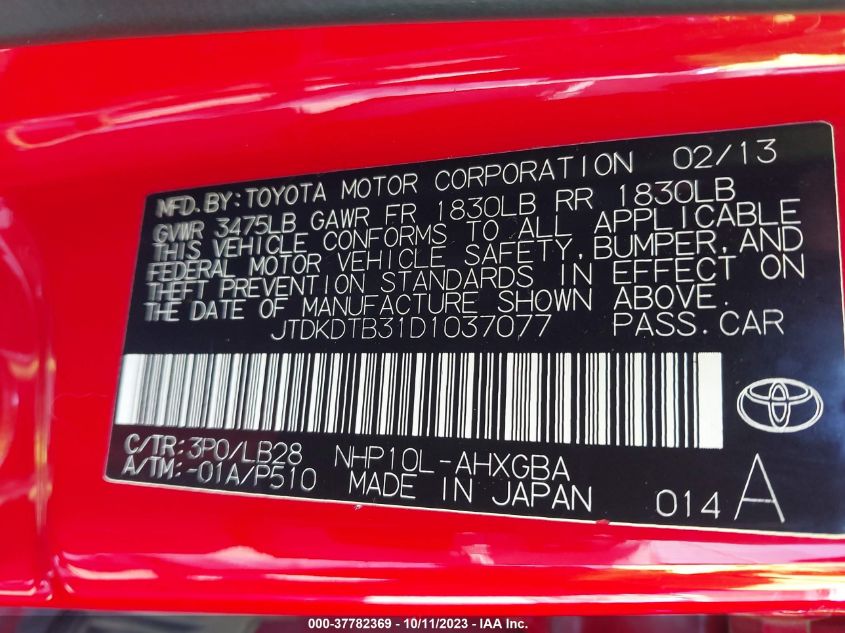 MFD.BY:TOYOTA MOTOR CORPORATION 02/13
GVWR 3475LB GAWR FR 1830LB RR 1830LB
THIS VEHICLE CONFORMS TO ALL APPLICABLE
FEDERAL MOTOR VEHICLE SAFETY,BUMPER,AND
THEFT PREVENTION STANDARDS IN EFFECT ON
THE DATE OF MANUFACTURE SHOWN ABOVE.
JTDKDTB31D1037077 PASS.CAR
C/TR:3P0/LB28 NHP10L-AHXGBA
A/TM:-01A/P510 MADE IN JAPAN 014 A
000-37782369 - 10/11/2023 - IAA Inc.